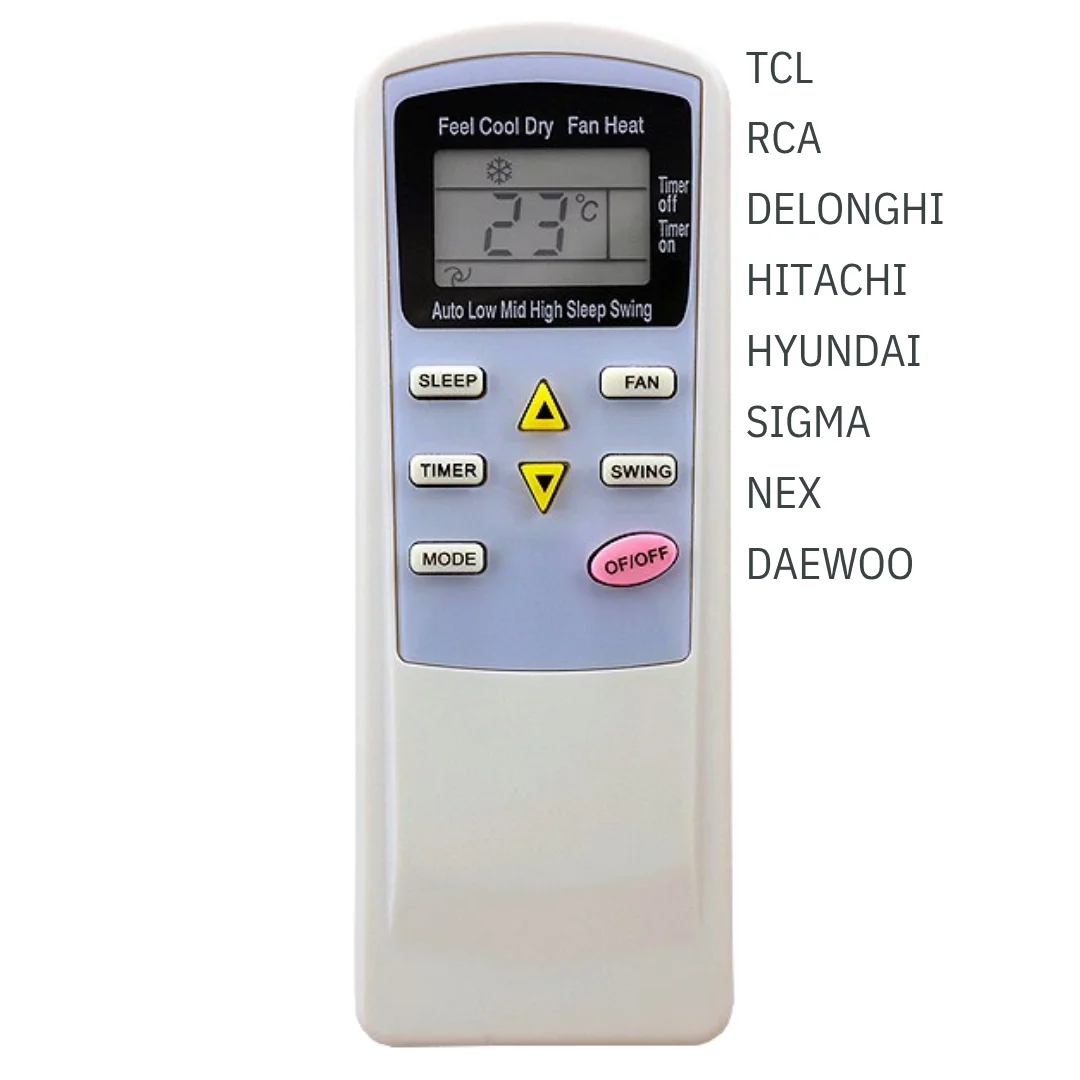 TCL
RCA
DELONGHI
HITACHI
HYUNDAI
SIGMA
NEX
DAEWOO
Feel Cool Dry Fan Heat
23°C
Timer off
Timer on
Auto Low Mid High Sleep Swing
SLEEP
FAN
TIMER
SWING
MODE
OF/OFF